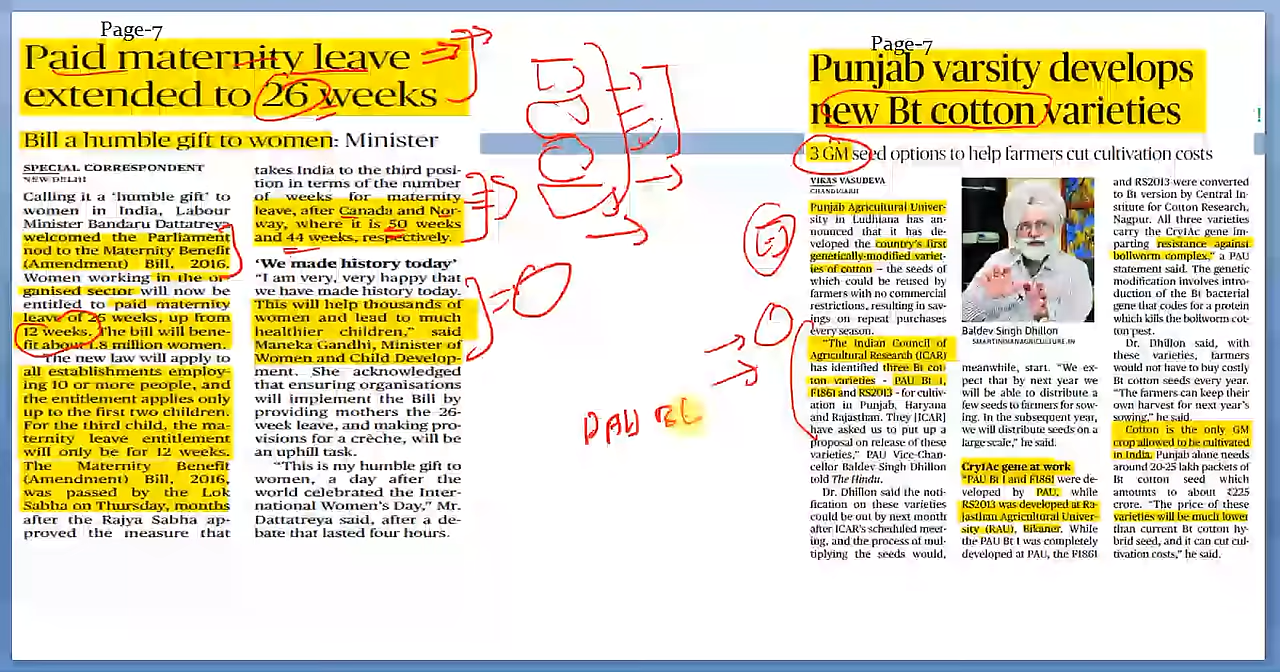 Page-7
Paid maternity leave
extended to 26 weeks
Bill a humble gift to women: Minister
SPECIAL CORRESPONDENT
NEW DELHI
Calling it a ‘humble gift’ to
women in India, Labour
Minister Bandaru Dattatreya
welcomed the Parliament
nod to the Maternity Benefit
(Amendment) Bill, 2016.
Women working in the or-
ganised sector will now be
entitled to paid maternity
leave of 26 weeks, up from
12 weeks. The bill will bene-
fit about 1.8 million women.
The new law will apply to
all establishments employ-
ing 10 or more people, and
the entitlement applies only
up to the first two children.
For the third child, the ma-
ternity leave entitlement
will only be for 12 weeks.
The Maternity Benefit
(Amendment) Bill, 2016,
was passed by the Lok
Sabha on Thursday, months
after the Rajya Sabha ap-
proved the measure that
takes India to the third posi-
tion in terms of the number
of weeks for maternity
leave, after Canada and Nor-
way, where it is 50 weeks
and 44 weeks, respectively.
‘We made history today’
“I am very, very happy that
we have made history today.
This will help thousands of
women and lead to much
healthier children,” said
Maneka Gandhi, Minister of
Women and Child Develop-
ment. She acknowledged
that ensuring organisations
will implement the Bill by
providing mothers the 26-
week leave, and making pro-
visions for a crèche, will be
an uphill task.
“This is my humble gift to
women, a day after the
world celebrated the Inter-
national Women’s Day,” Mr.
Dattatreya said, after a de-
bate that lasted four hours.
PAU Bt
Page-7
Punjab varsity develops
new Bt cotton varieties
!
3 GM seed options to help farmers cut cultivation costs
VIKAS VASUDEVA
CHANDIGARH
Punjab Agricultural Univer-
sity in Ludhiana has an-
nounced that it has de-
veloped the country’s first
genetically-modified variet-
ies of cotton – the seeds of
which could be reused by
farmers with no commercial
restrictions, resulting in sav-
ings on repeat purchases
every season.
“The Indian Council of
Agricultural Research (ICAR)
has identified three Bt cot-
ton varieties - PAU Bt 1,
F1861 and RS2013 - for cultiv-
ation in Punjab, Haryana
and Rajasthan. They [ICAR]
have asked us to put up a
proposal on release of these
varieties,” PAU Vice-Chan-
cellor Baldev Singh Dhillon
told The Hindu.
Dr. Dhillon said the noti-
fication on these varieties
could be out by next month
after ICAR’s scheduled meet-
ing, and the process of mul-
tiplying the seeds would,
Baldev Singh Dhillon
SMARTINDIANAGRICULTURE.IN
meanwhile, start. “We ex-
pect that by next year we
will be able to distribute a
few seeds to farmers for sow-
ing. In the subsequent year,
we will distribute seeds on a
large scale,” he said.
Cry1Ac gene at work
“PAU Bt 1 and F1861 were de-
veloped by PAU, while
RS2013 was developed at Ra-
jasthan Agricultural Univer-
sity (RAU), Bikaner. While
the PAU Bt 1 was completely
developed at PAU, the F1861
and RS2013 were converted
to Bt version by Central In-
stitute for Cotton Research,
Nagpur. All three varieties
carry the Cry1Ac gene im-
parting resistance against
bollworm complex,” a PAU
statement said. The genetic
modification involves intro-
duction of the Bt bacterial
gene that codes for a protein
which kills the bollworm cot-
ton pest.
Dr. Dhillon said, with
these varieties, farmers
would not have to buy costly
Bt cotton seeds every year.
“The farmers can keep their
own harvest for next year’s
sowing,” he said.
Cotton is the only GM
crop allowed to be cultivated
in India. Punjab alone needs
around 20-25 lakh packets of
Bt cotton seed which
amounts to about ₹225
crore. “The price of these
varieties will be much lower
than current Bt cotton hy-
brid seed, and it can cut cul-
tivation costs,” he said.